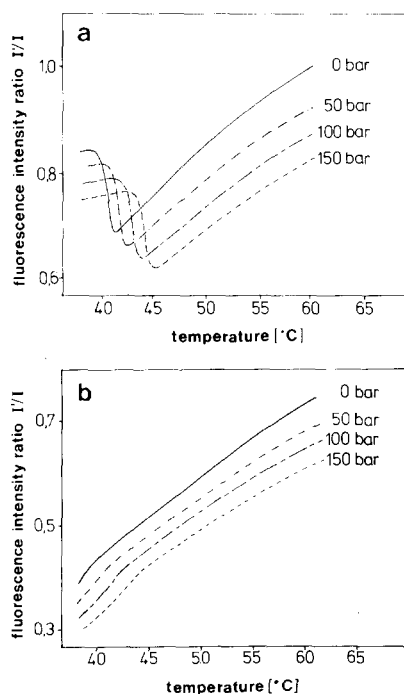 a
fluorescence intensity ratio I'/I
1,0
0,8
0,6
0 bar
50 bar
100 bar
150 bar
40 45 50 55 60 65
temperature [°C]
b
fluorescence intensity ratio I'/I
0,7
0,5
0,3
0 bar
50 bar
100 bar
150 bar
40 45 50 55 60 65
temperature [°C]